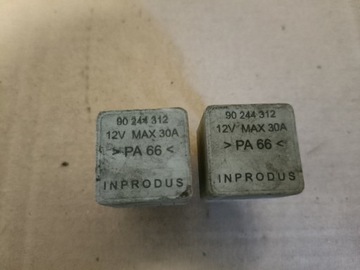 90 244 312
12V MAX 30A
> PA 66 <
INPRODUS
90 244 312
12V MAX 30A
> PA 66 <
INPRODUS